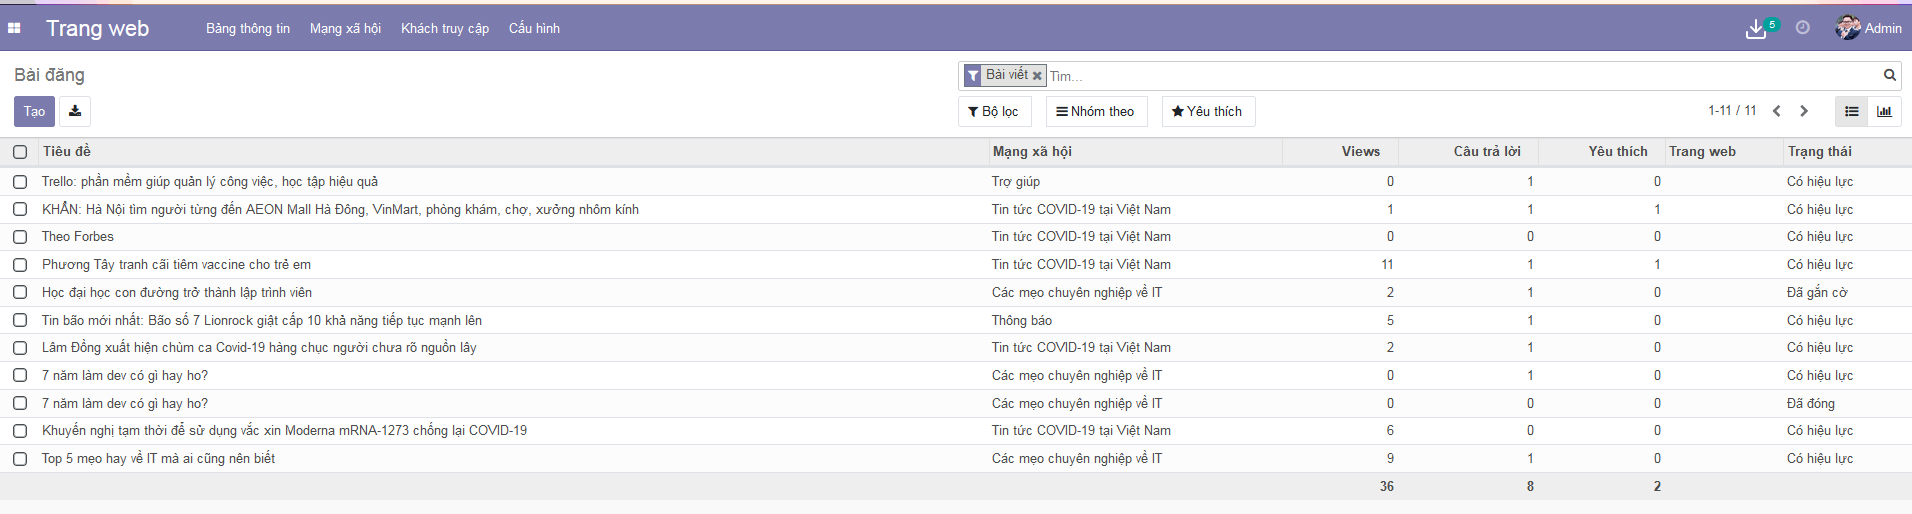 Trang web Bảng thông tin Mạng xã hội Khách truy cập Cấu hình 5 Admin
Bài đăng Bài viết Tìm...
Tạo Bộ lọc Nhóm theo Yêu thích 1-11 / 11
Tiêu đề Mạng xã hội Views Câu trả lời Yêu thích Trang web Trạng thái
Trello: phần mềm giúp quản lý công việc, học tập hiệu quả Trợ giúp 0 1 0 Có hiệu lực
KHẨN: Hà Nội tìm người từng đến AEON Mall Hà Đông, VinMart, phòng khám, chợ, xưởng nhôm kính Tin tức COVID-19 tại Việt Nam 1 1 1 Có hiệu lực
Theo Forbes Tin tức COVID-19 tại Việt Nam 0 0 0 Có hiệu lực
Phương Tây tranh cãi tiêm vaccine cho trẻ em Tin tức COVID-19 tại Việt Nam 11 1 1 Có hiệu lực
Học đại học con đường trở thành lập trình viên Các mẹo chuyên nghiệp về IT 2 1 0 Đã gắn cờ
Tin bão mới nhất: Bão số 7 Lionrock giật cấp 10 khả năng tiếp tục mạnh lên Thông báo 5 1 0 Có hiệu lực
Lâm Đồng xuất hiện chùm ca Covid-19 hàng chục người chưa rõ nguồn lây Tin tức COVID-19 tại Việt Nam 2 1 0 Có hiệu lực
7 năm làm dev có gì hay ho? Các mẹo chuyên nghiệp về IT 0 1 0 Có hiệu lực
7 năm làm dev có gì hay ho? Các mẹo chuyên nghiệp về IT 0 0 0 Đã đóng
Khuyến nghị tạm thời để sử dụng vắc xin Moderna mRNA-1273 chống lại COVID-19 Tin tức COVID-19 tại Việt Nam 6 0 0 Có hiệu lực
Top 5 mẹo hay về IT mà ai cũng nên biết Các mẹo chuyên nghiệp về IT 9 1 0 Có hiệu lực
36 8 2